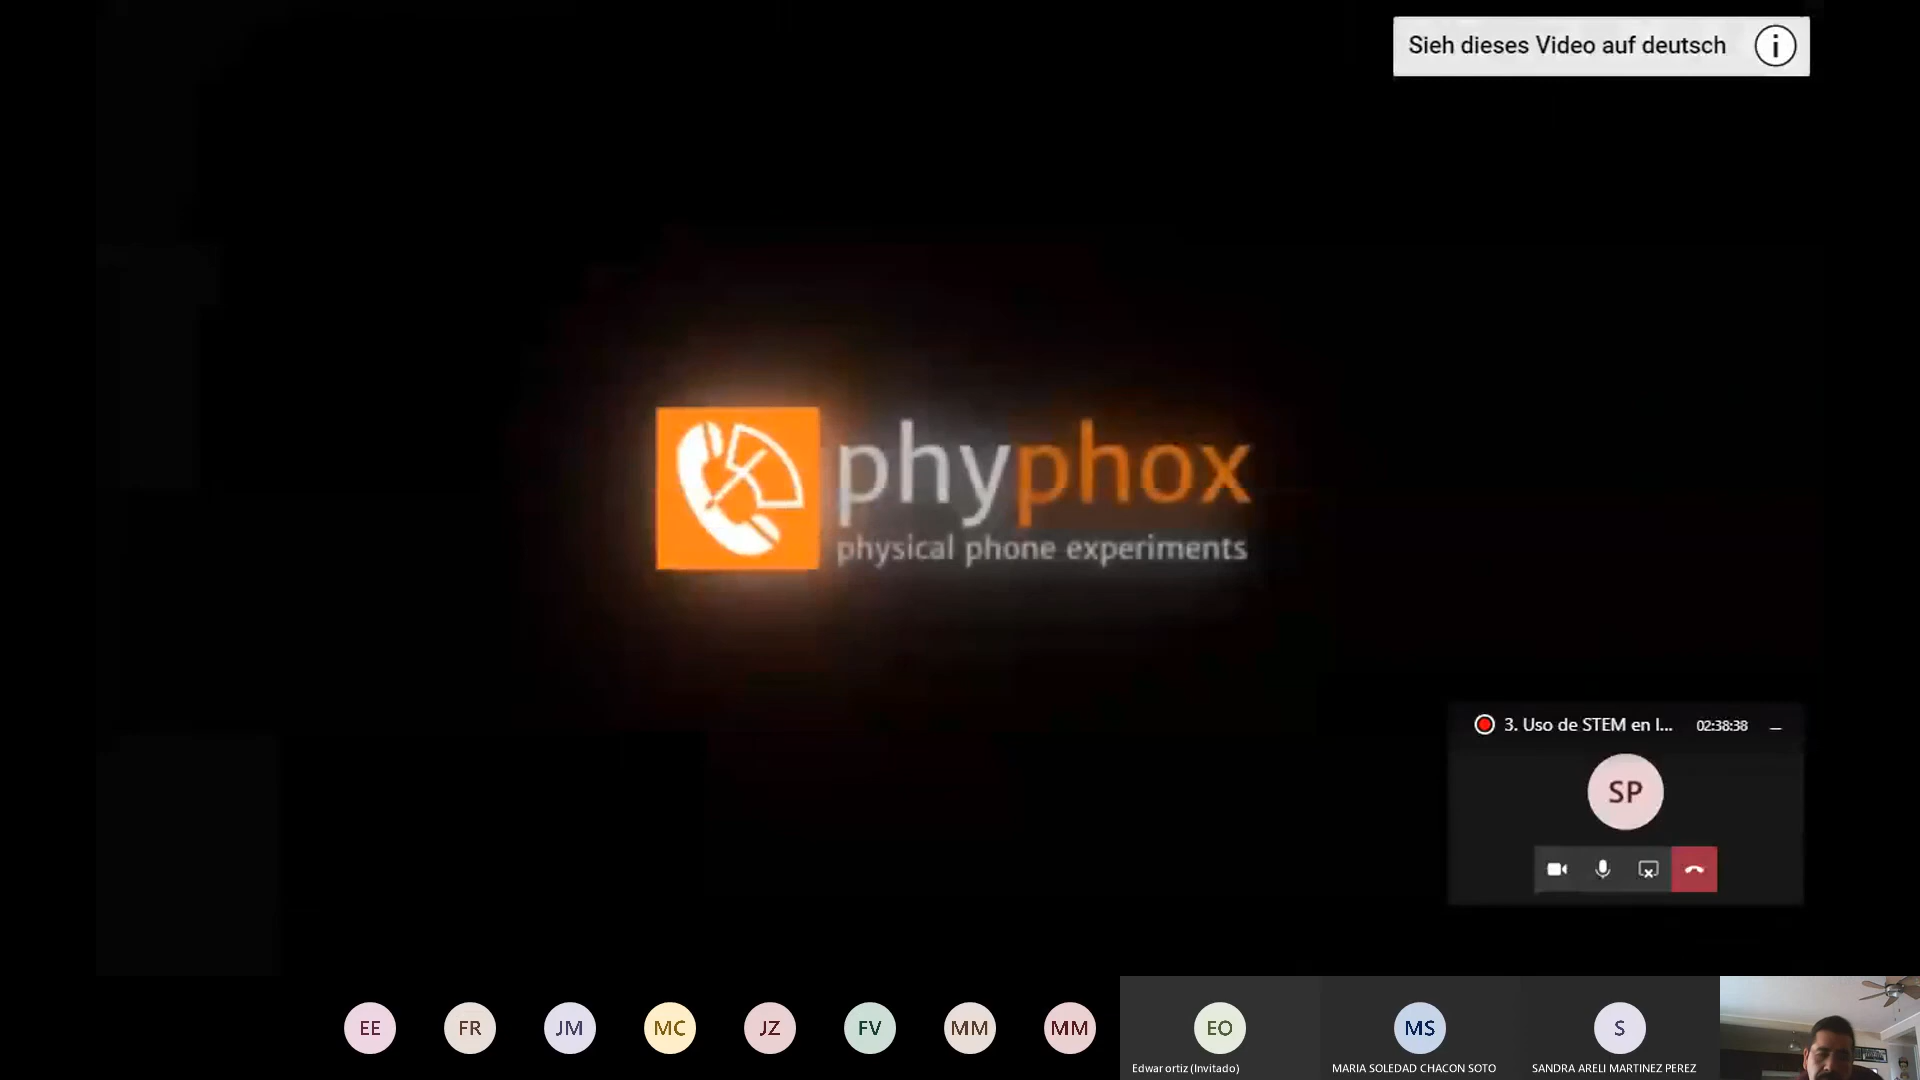 Sieh dieses Video auf deutsch
phyphox
physical phone experiments
3. Uso de STEM en l... 02:38:38
SP
EE FR JM MC JZ FV MM MM EO MS S
Edwar ortiz (Invitado) MARIA SOLEDAD CHACON SOTO SANDRA ARELI MARTINEZ PEREZ